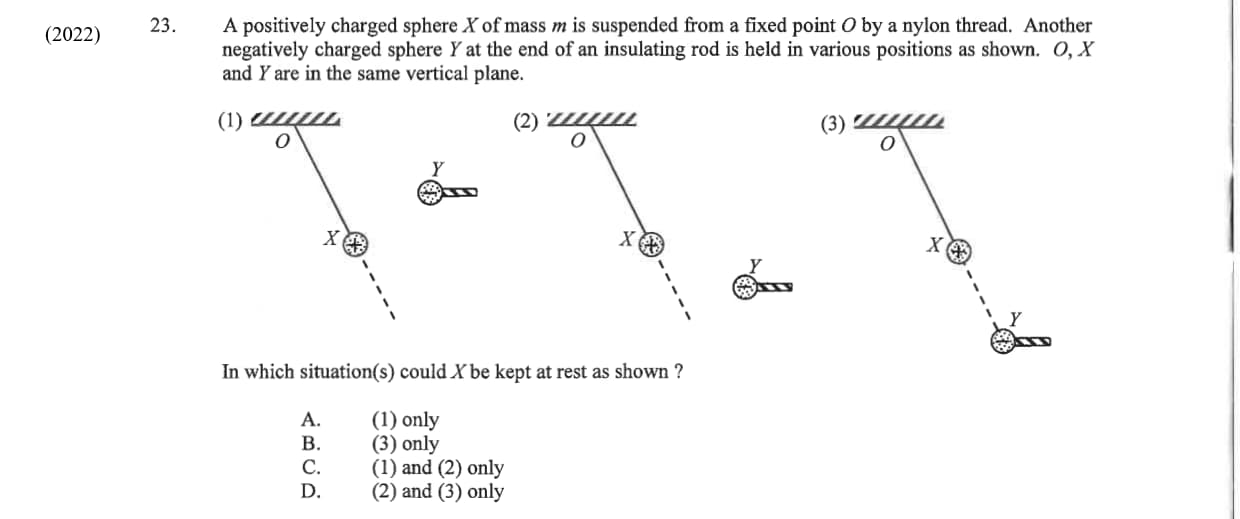 (2022)
23.
A positively charged sphere X of mass m is suspended from a fixed point O by a nylon thread. Another
negatively charged sphere Y at the end of an insulating rod is held in various positions as shown. O, X
and Y are in the same vertical plane.
(1)
O
X
Y
(2)
O
X
Y
(3)
O
X
Y
In which situation(s) could X be kept at rest as shown ?
A. (1) only
B. (3) only
C. (1) and (2) only
D. (2) and (3) only